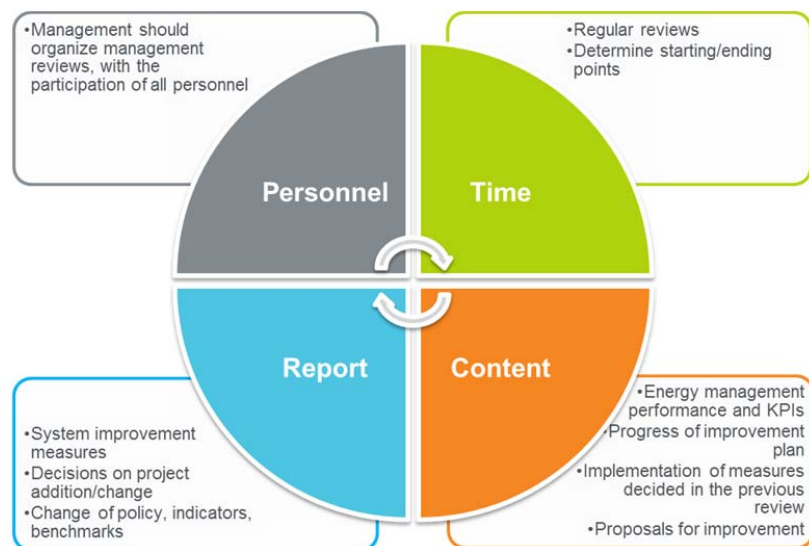 •Management should
organize management
reviews, with the
participation of all personnel
•Regular reviews
•Determine starting/ending
points
Personnel
Time
Report
Content
•System improvement
measures
•Decisions on project
addition/change
•Change of policy, indicators,
benchmarks
•Energy management
performance and KPIs
•Progress of improvement
plan
•Implementation of measures
decided in the previous
review
•Proposals for improvement